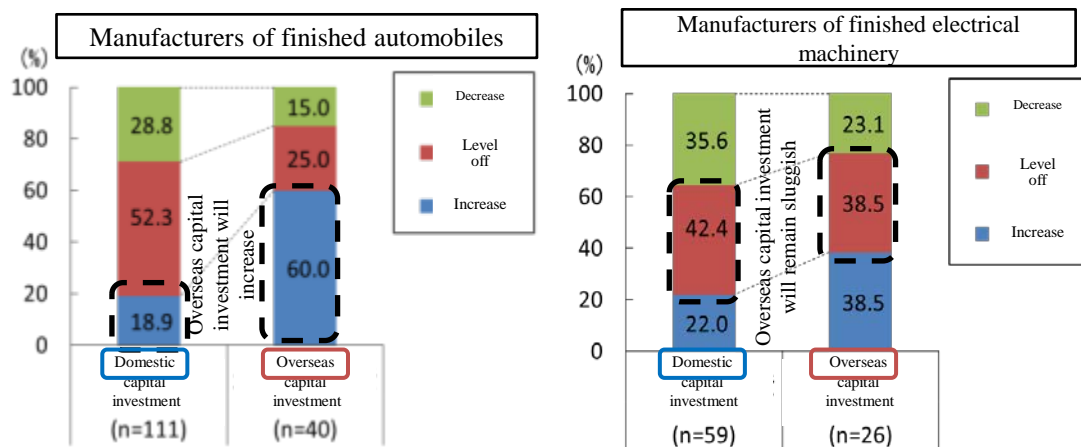 Manufacturers of finished automobiles
(%)
100
80
60
40
20
0
28.8
52.3
18.9
15.0
25.0
60.0
Overseas capital
investment will
increase
Decrease
Level
off
Increase
Domestic
capital
investment
(n=111)
Overseas
capital
investment
(n=40)
Manufacturers of finished electrical
machinery
(%)
100
80
60
40
20
0
35.6
42.4
22.0
23.1
38.5
38.5
Overseas capital investment
will remain sluggish
Decrease
Level
off
Increase
Domestic
capital
investment
(n=59)
Overseas
capital
investment
(n=26)